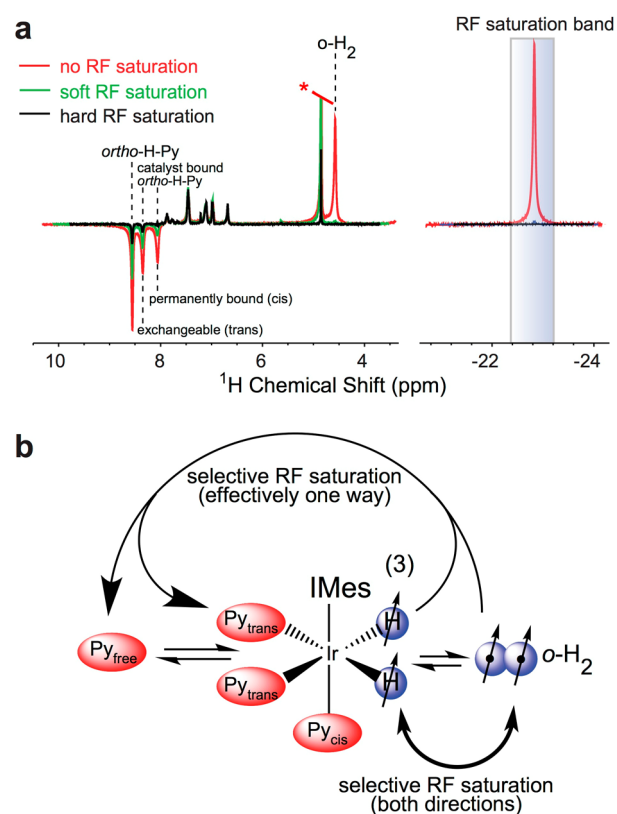 a
RF saturation band
o-H2
no RF saturation
soft RF saturation
hard RF saturation
*
ortho-H-Py
catalyst bound
ortho-H-Py
permanently bound (cis)
exchangeable (trans)
10 8 6 4 -22 -24
1H Chemical Shift (ppm)
b
selective RF saturation
(effectively one way)
(3)
IMes
Pytrans
H
Pyfree
Ir
o-H2
Pytrans
H
Pycis
selective RF saturation
(both directions)